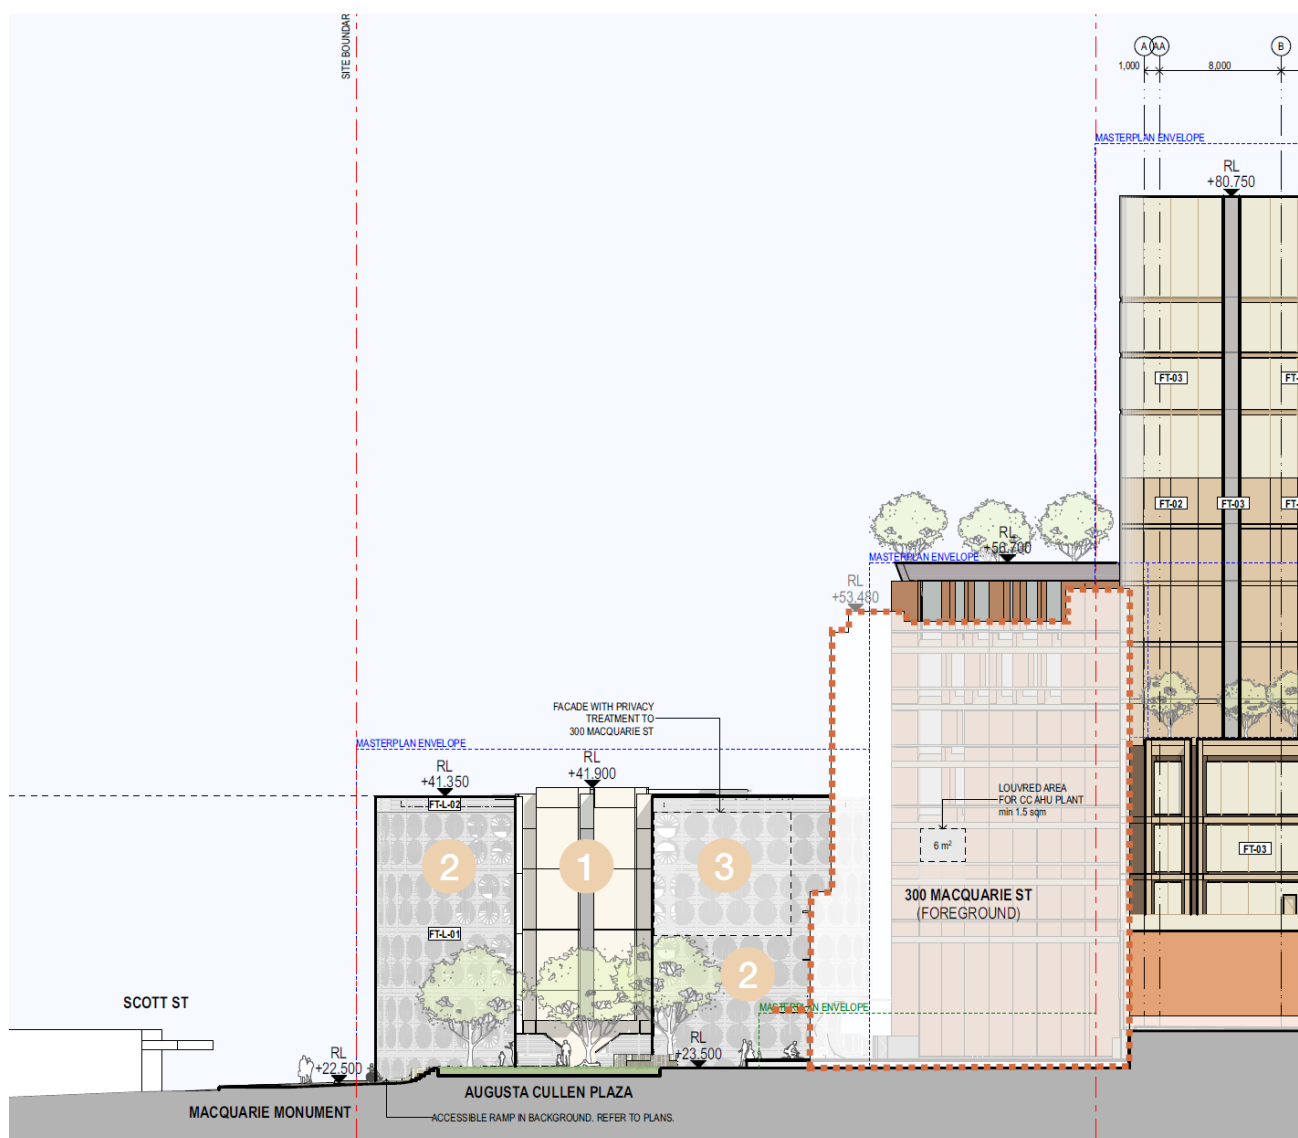 SITE BOUNDAR
A
AA
B
1,000
8,000
MASTERPLAN ENVELOPE
RL
+80.750
FT-03
FT-
FT-02
FT-03
FT-
RL
+56.700
MASTERPLAN ENVELOPE
RL
+53.480
FACADE WITH PRIVACY
TREATMENT TO
300 MACQUARIE ST
MASTERPLAN ENVELOPE
RL
+41.350
RL
+41.900
FT-L-02
LOUVRED AREA
FOR CC AHU PLANT
min 1.5 sqm
6 m²
FT-03
2
1
3
300 MACQUARIE ST
(FOREGROUND)
FT-L-01
2
SCOTT ST
MASTERPLAN ENVELOPE
RL
+22.500
RL
+23.500
AUGUSTA CULLEN PLAZA
MACQUARIE MONUMENT
ACCESSIBLE RAMP IN BACKGROUND. REFER TO PLANS.